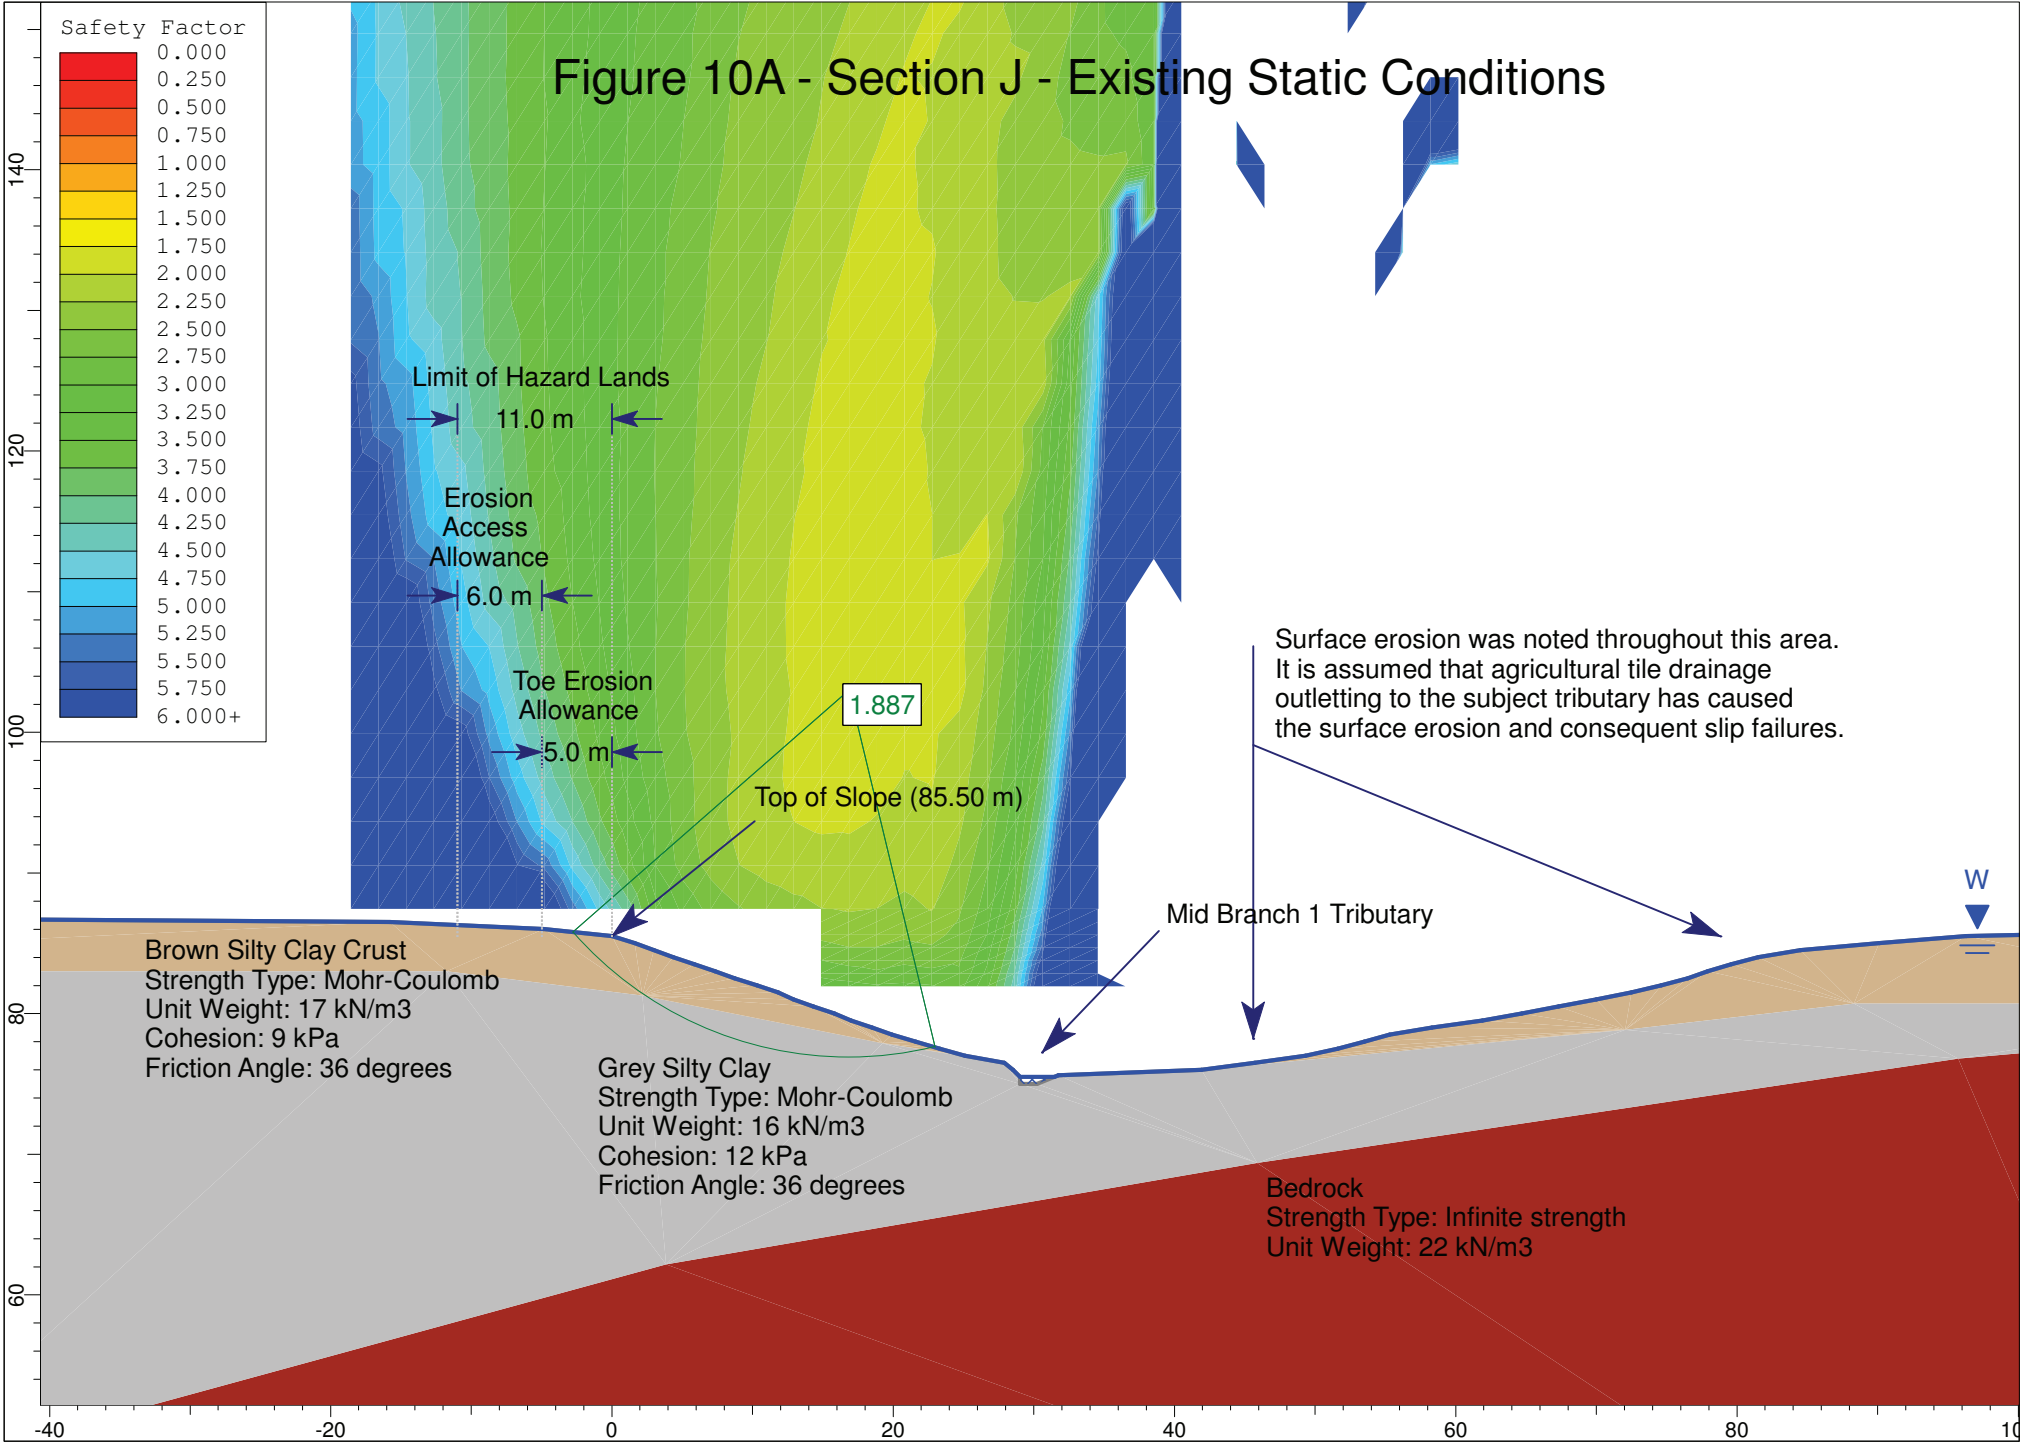 Figure 10A - Section J - Existing Static Conditions
Safety Factor
0.000
0.250
0.500
0.750
1.000
1.250
1.500
1.750
2.000
2.250
2.500
2.750
3.000
3.250
3.500
3.750
4.000
4.250
4.500
4.750
5.000
5.250
5.500
5.750
6.000+
140
120
100
80
60
Limit of Hazard Lands
11.0 m
Erosion
Access
Allowance
6.0 m
Toe Erosion
Allowance
5.0 m
1.887
Top of Slope (85.50 m)
Surface erosion was noted throughout this area.
It is assumed that agricultural tile drainage
outletting to the subject tributary has caused
the surface erosion and consequent slip failures.
Mid Branch 1 Tributary
W
Brown Silty Clay Crust
Strength Type: Mohr-Coulomb
Unit Weight: 17 kN/m3
Cohesion: 9 kPa
Friction Angle: 36 degrees
Grey Silty Clay
Strength Type: Mohr-Coulomb
Unit Weight: 16 kN/m3
Cohesion: 12 kPa
Friction Angle: 36 degrees
Bedrock
Strength Type: Infinite strength
Unit Weight: 22 kN/m3
-40 -20 0 20 40 60 80 10